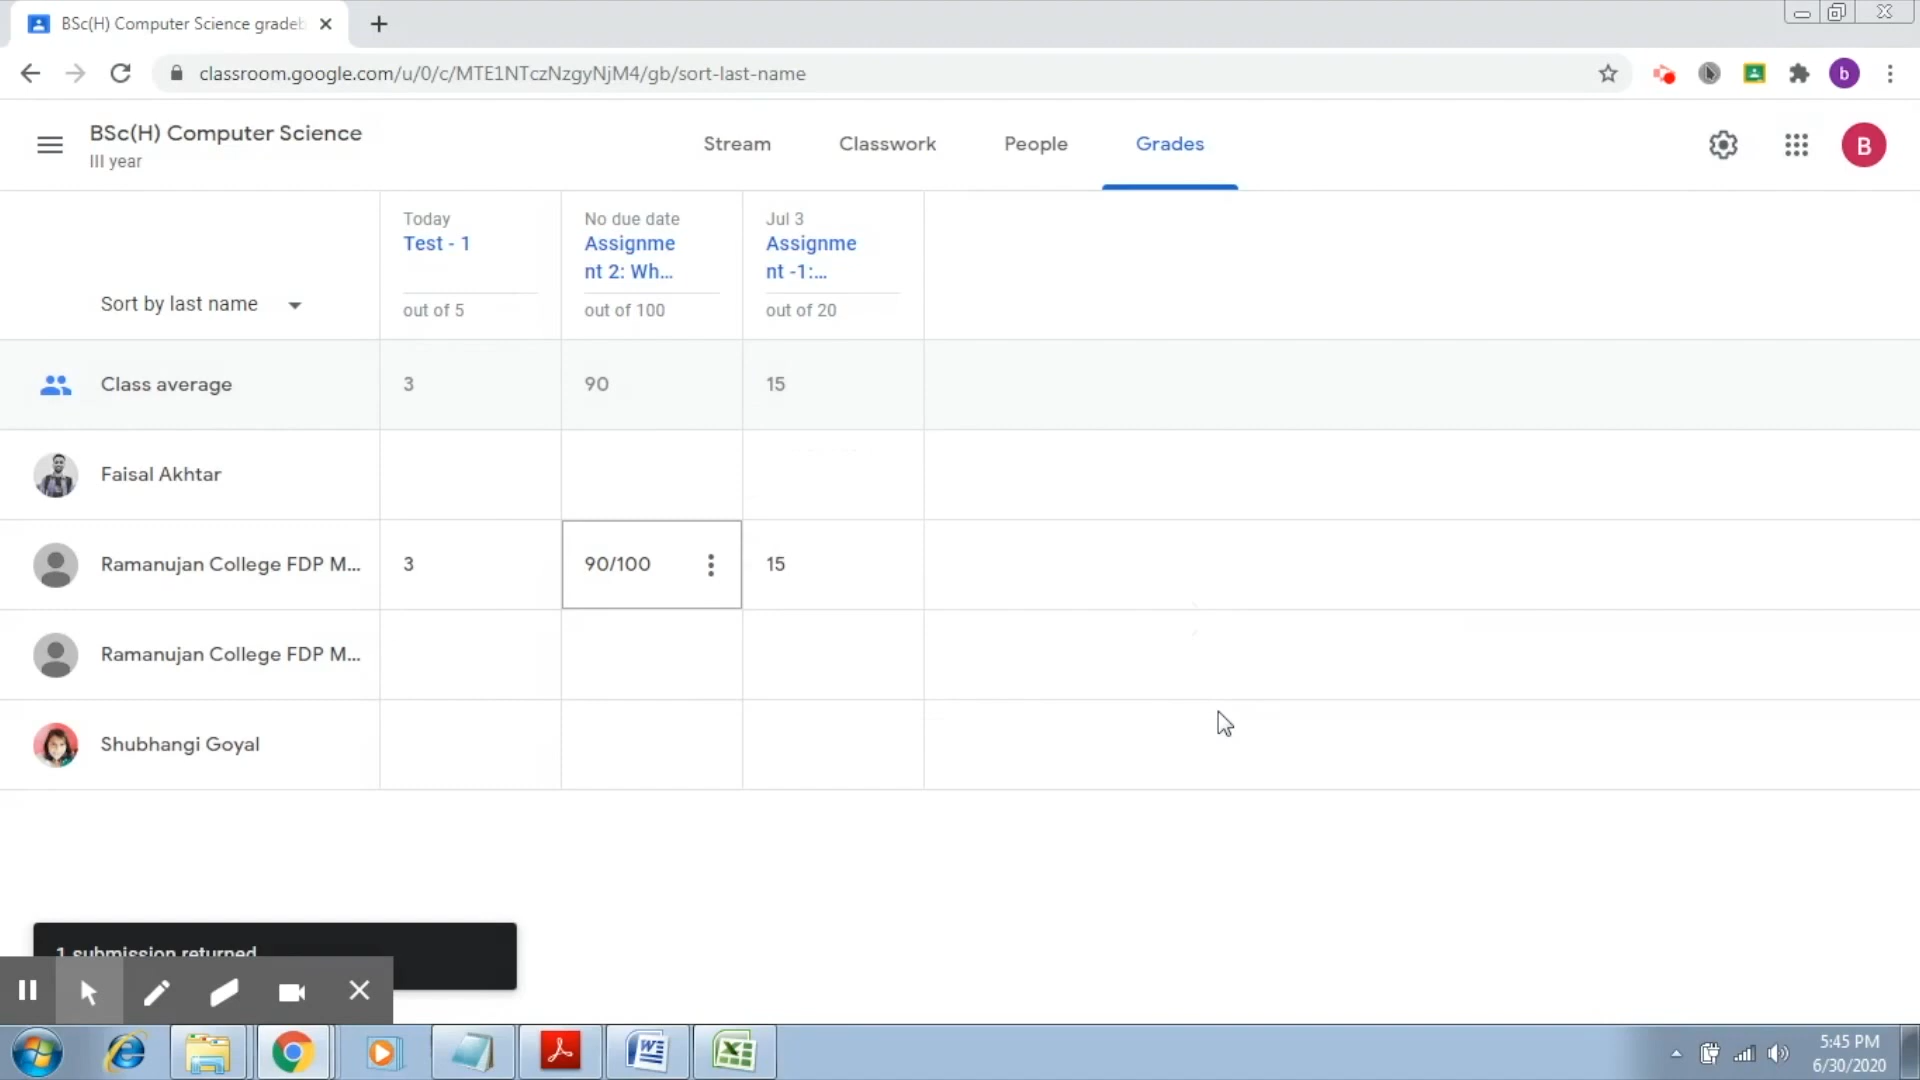 BSc(H) Computer Science gradeb
classroom.google.com/u/0/c/MTE1NTczNzgyNjM4/gb/sort-last-name
b
BSc(H) Computer Science
III year
Stream
Classwork
People
Grades
B
Today
Test - 1
out of 5
No due date
Assignme
nt 2: Wh...
out of 100
Jul 3
Assignme
nt -1:...
out of 20
Sort by last name
Class average
3
90
15
Faisal Akhtar
Ramanujan College FDP M...
3
90/100
15
Ramanujan College FDP M...
Shubhangi Goyal
1 submission returned
5:45 PM
6/30/2020